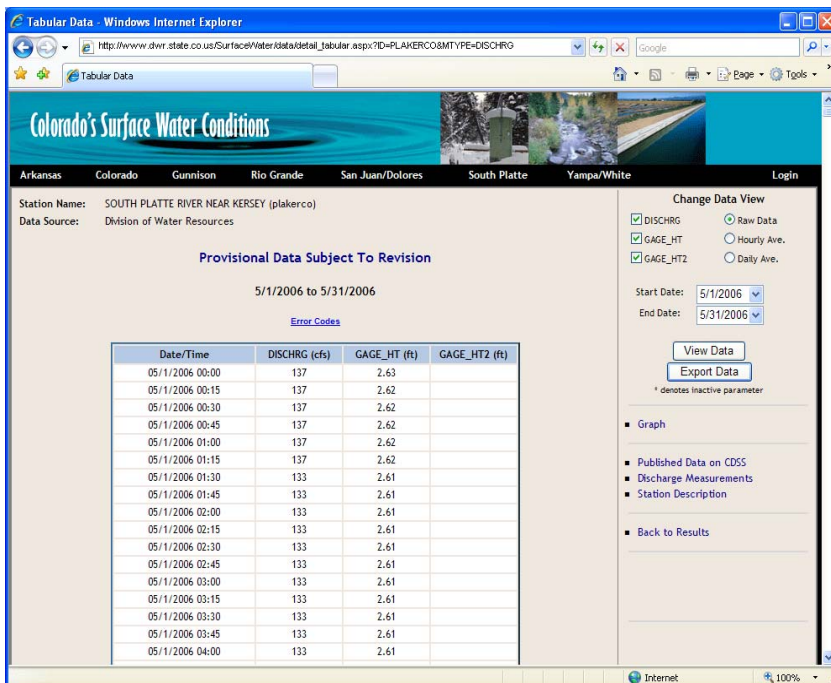 Tabular Data - Windows Internet Explorer
http://www.dwr.state.co.us/SurfaceWater/data/detail_tabular.aspx?ID=PLAKERCO&MTYPE=DISCHRG
Google
Tabular Data
Page
Tools
Colorado's Surface Water Conditions
Arkansas Colorado Gunnison Rio Grande San Juan/Dolores South Platte Yampa/White Login
Station Name: SOUTH PLATTE RIVER NEAR KERSEY (plakerco)
Data Source: Division of Water Resources
Provisional Data Subject To Revision
5/1/2006 to 5/31/2006
Error Codes
Date/Time DISCHRG (cfs) GAGE_HT (ft) GAGE_HT2 (ft)
05/1/2006 00:00 137 2.63
05/1/2006 00:15 137 2.62
05/1/2006 00:30 137 2.62
05/1/2006 00:45 137 2.62
05/1/2006 01:00 137 2.62
05/1/2006 01:15 137 2.62
05/1/2006 01:30 133 2.61
05/1/2006 01:45 133 2.61
05/1/2006 02:00 133 2.61
05/1/2006 02:15 133 2.61
05/1/2006 02:30 133 2.61
05/1/2006 02:45 133 2.61
05/1/2006 03:00 133 2.61
05/1/2006 03:15 133 2.61
05/1/2006 03:30 133 2.61
05/1/2006 03:45 133 2.61
05/1/2006 04:00 133 2.61
Change Data View
DISCHRG Raw Data
GAGE_HT Hourly Ave.
GAGE_HT2 Daily Ave.
Start Date: 5/1/2006
End Date: 5/31/2006
View Data
Export Data
* denotes inactive parameter
Graph
Published Data on CDSS
Discharge Measurements
Station Description
Back to Results
Internet 100%